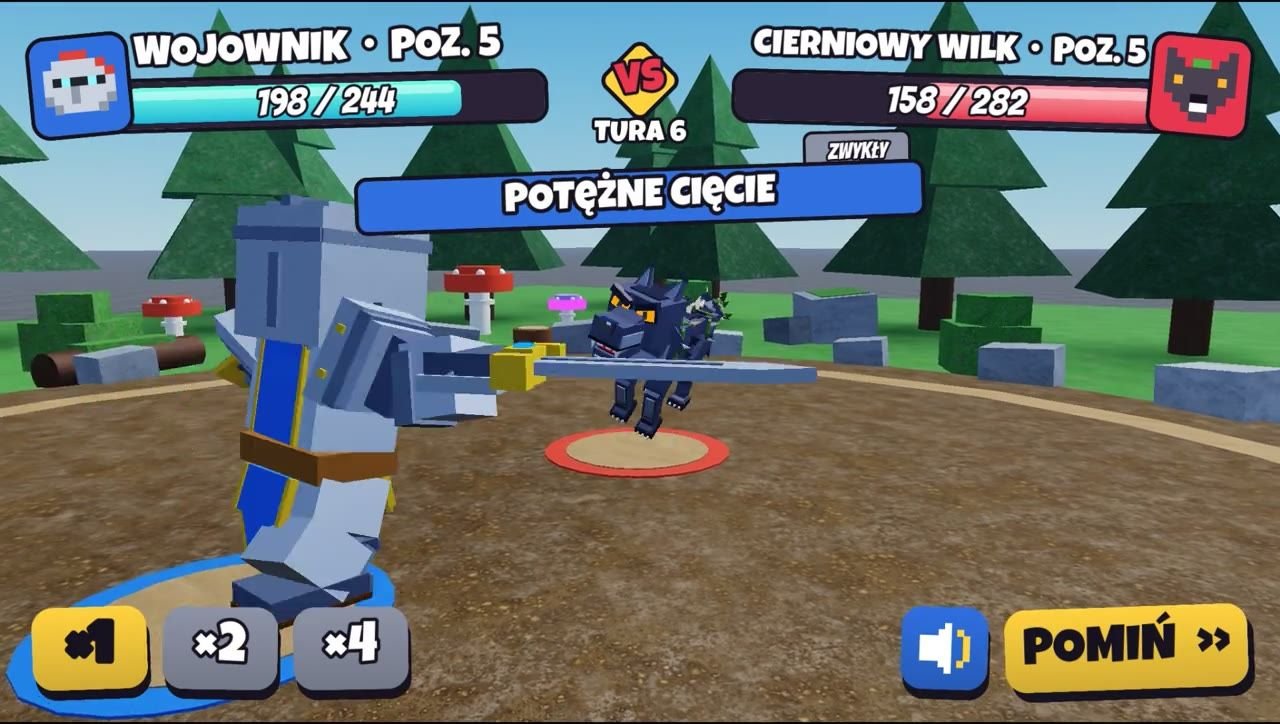 WOJOWNIK • POZ. 5
198 / 244
VS
TURA 6
CIERNIOWY WILK • POZ. 5
158 / 282
ZWYKŁY
POTĘŻNE CIĘCIE
×1
×2
×4
POMIŃ »